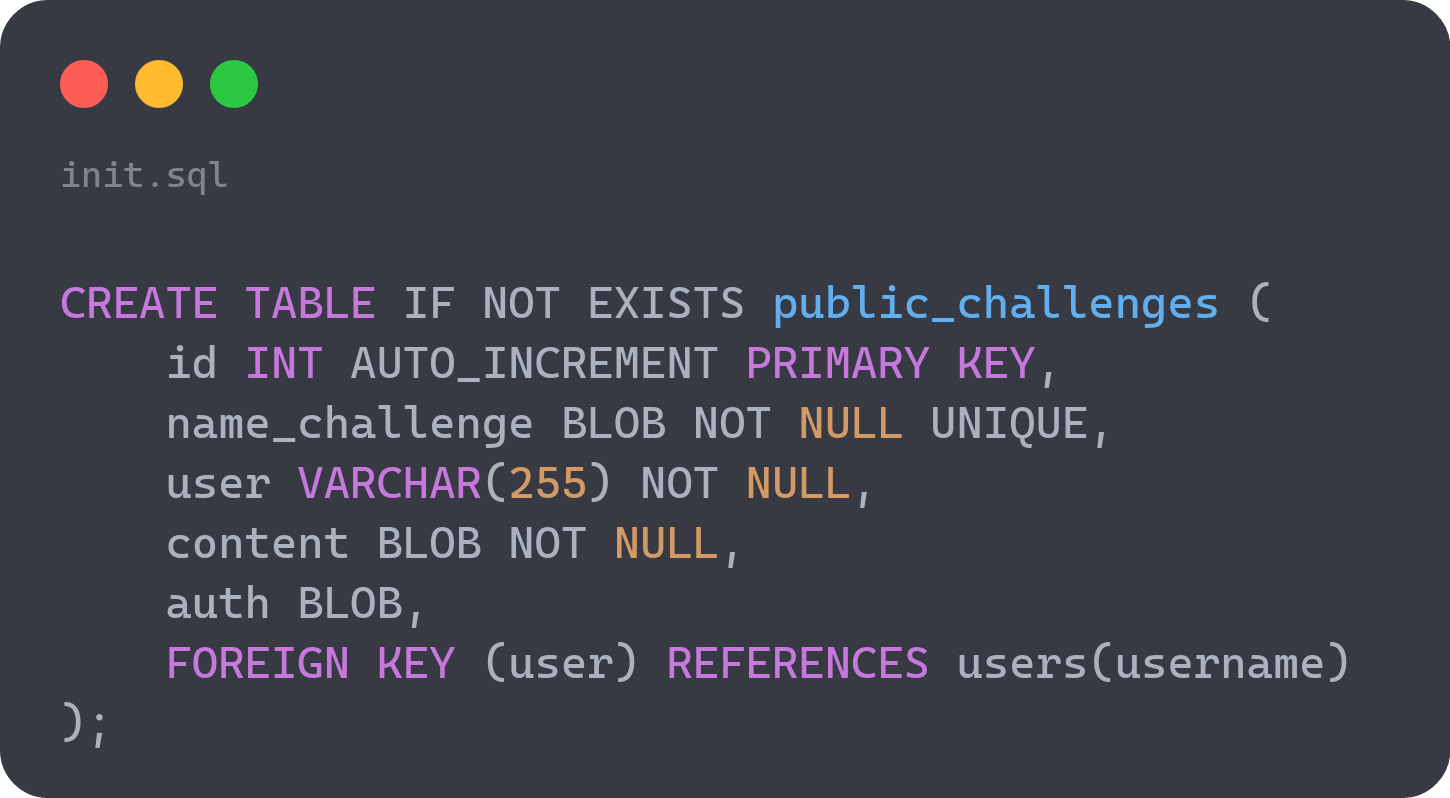 init.sql
CREATE TABLE IF NOT EXISTS public_challenges (
    id INT AUTO_INCREMENT PRIMARY KEY,
    name_challenge BLOB NOT NULL UNIQUE,
    user VARCHAR(255) NOT NULL,
    content BLOB NOT NULL,
    auth BLOB,
    FOREIGN KEY (user) REFERENCES users(username)
);